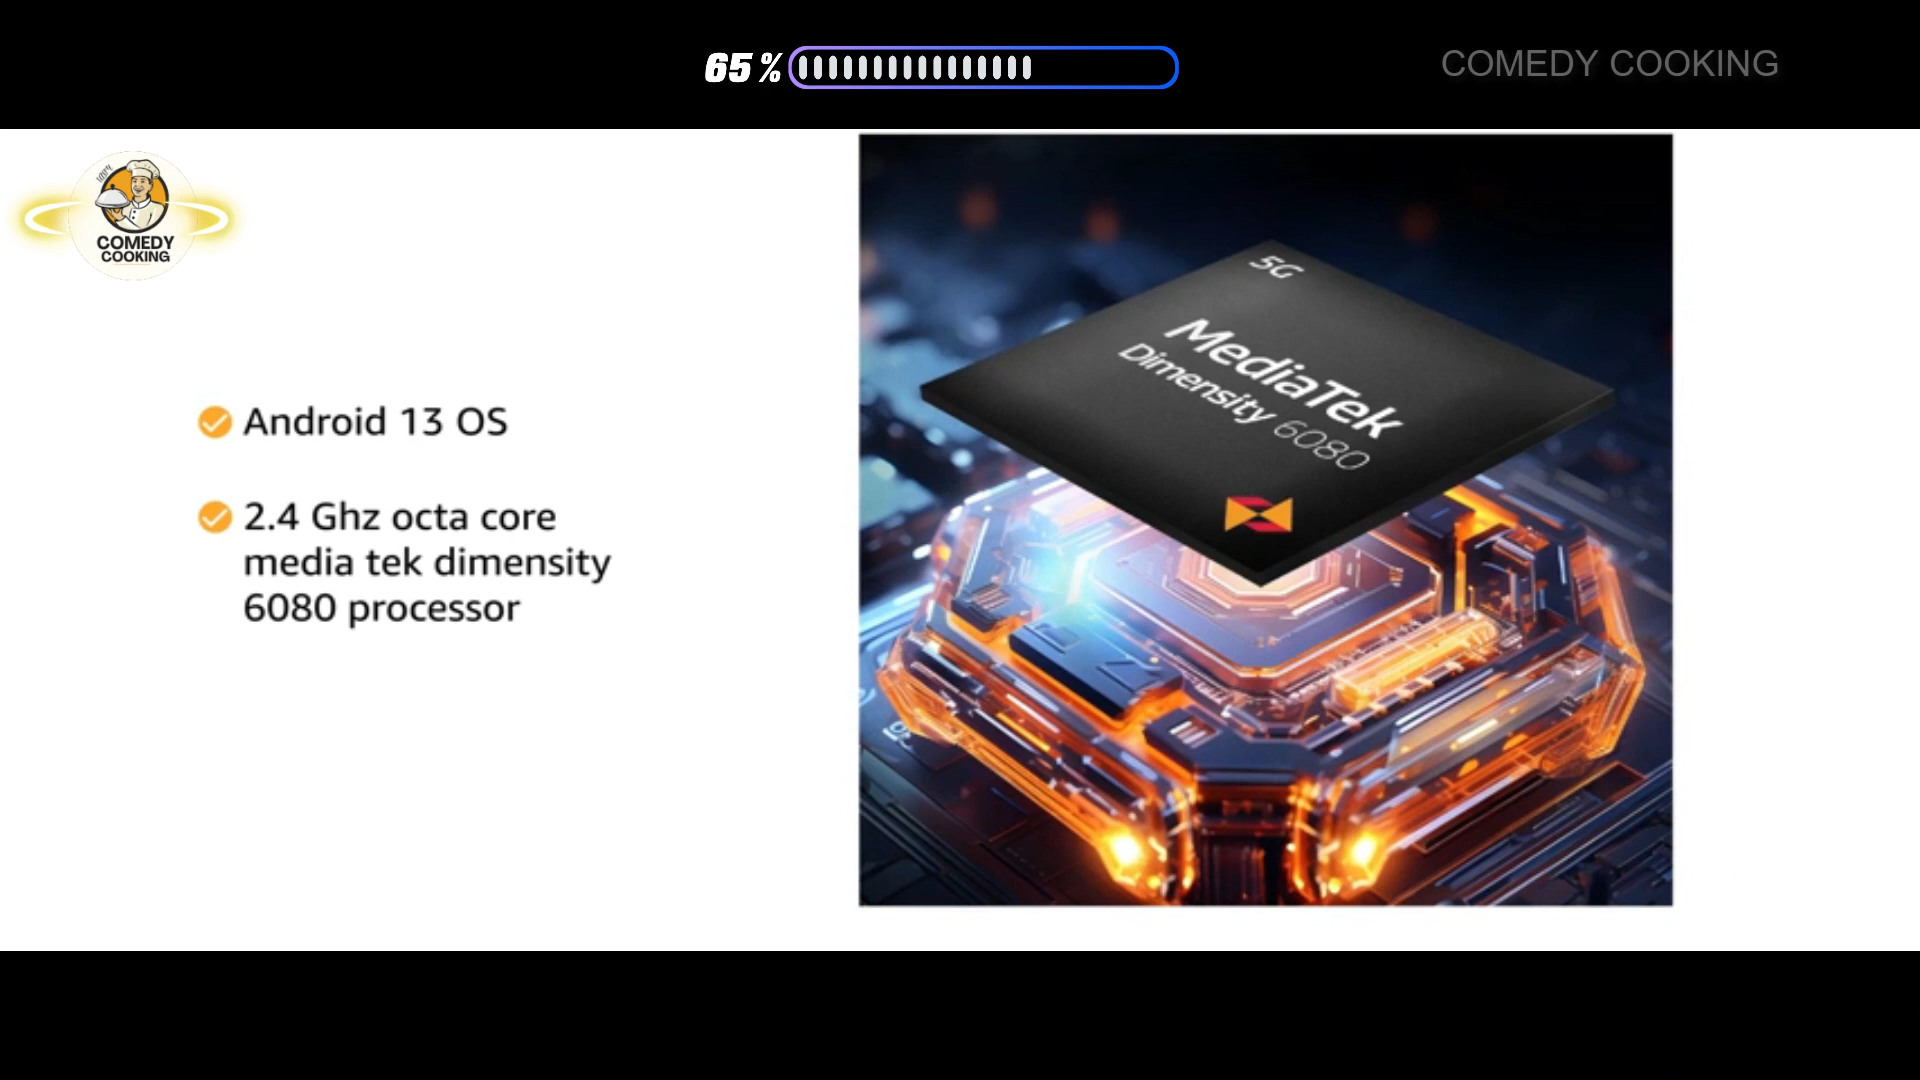 65%
COMEDY COOKING
COMEDY
COOKING
Android 13 OS
2.4 Ghz octa core
media tek dimensity
6080 processor
5G
MediaTek
Dimensity 6080